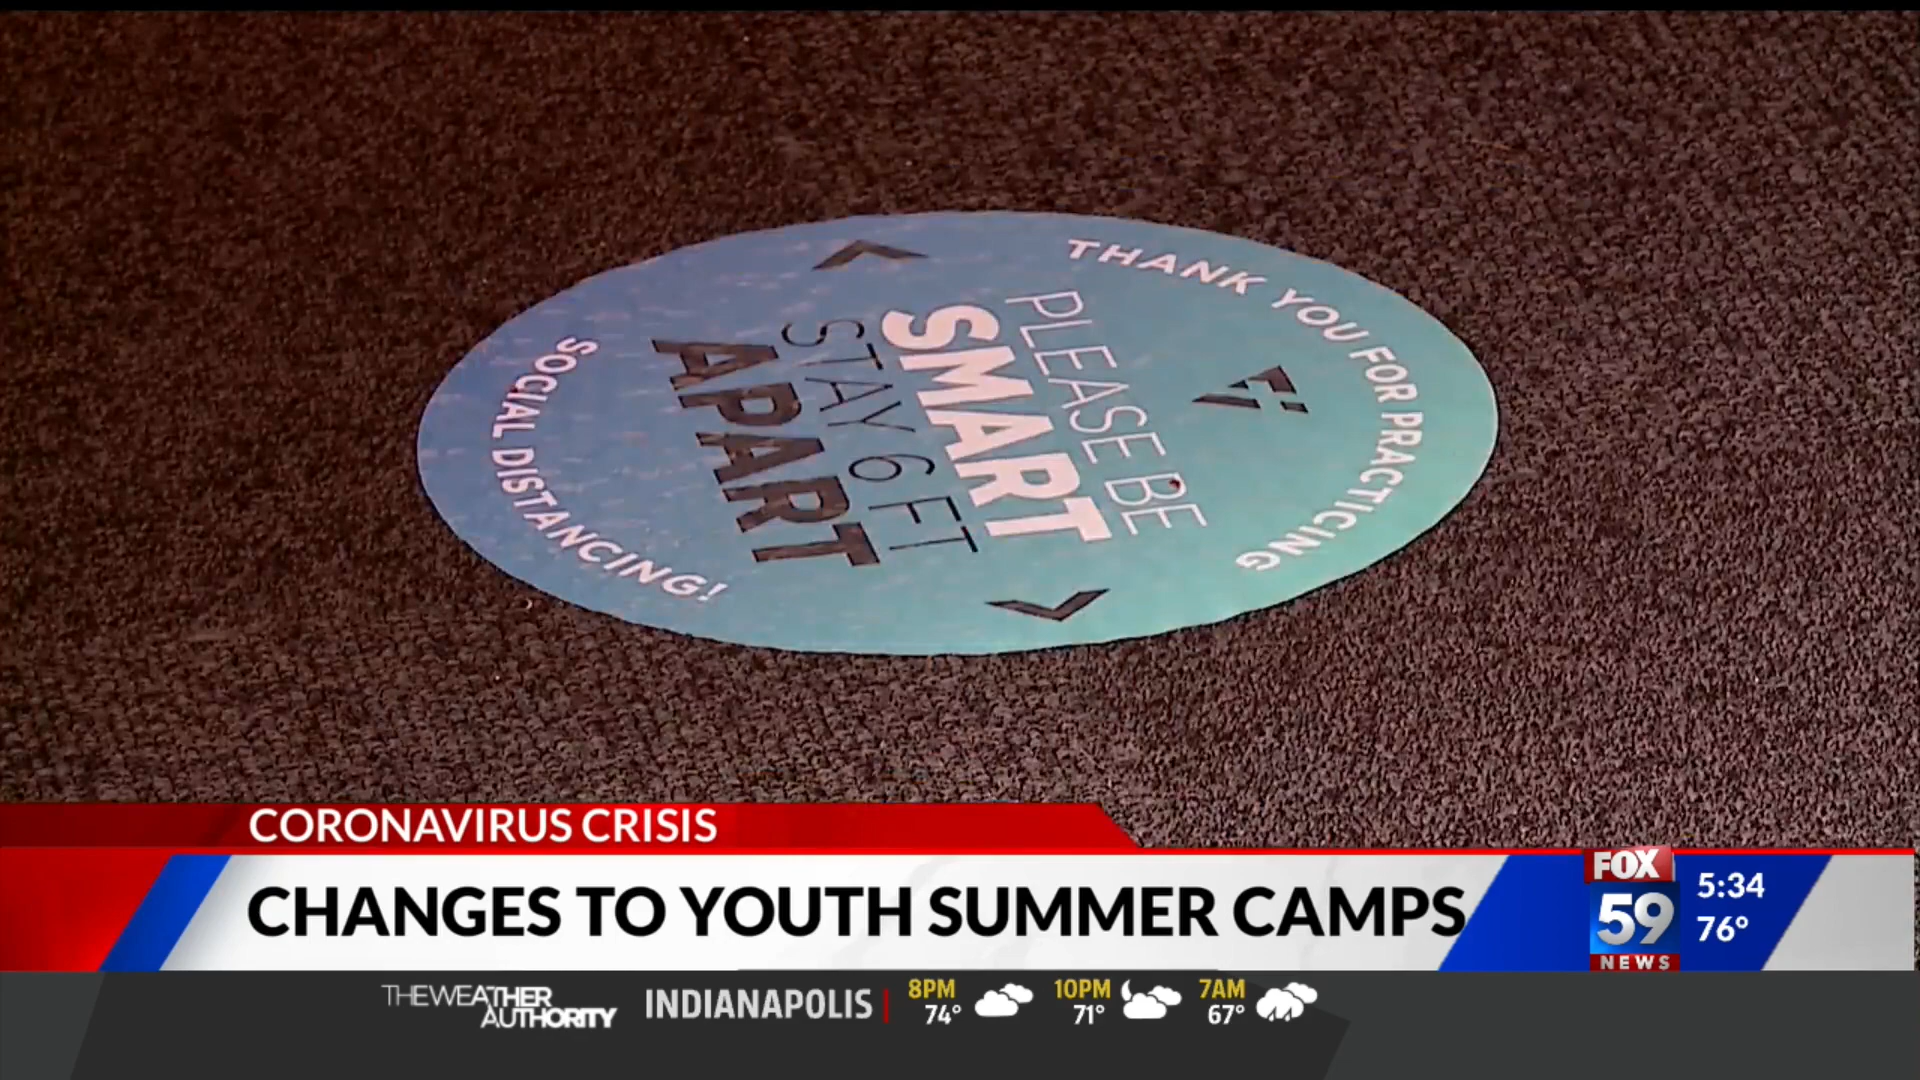 THANK YOU FOR PRACTICING
PLEASE BE
SMART
STAY 6 FT
APART
SOCIAL DISTANCING!
CORONAVIRUS CRISIS
CHANGES TO YOUTH SUMMER CAMPS
FOX
59
NEWS
5:34
76°
THE WEATHER
AUTHORITY
INDIANAPOLIS
8PM
74°
10PM
71°
7AM
67°